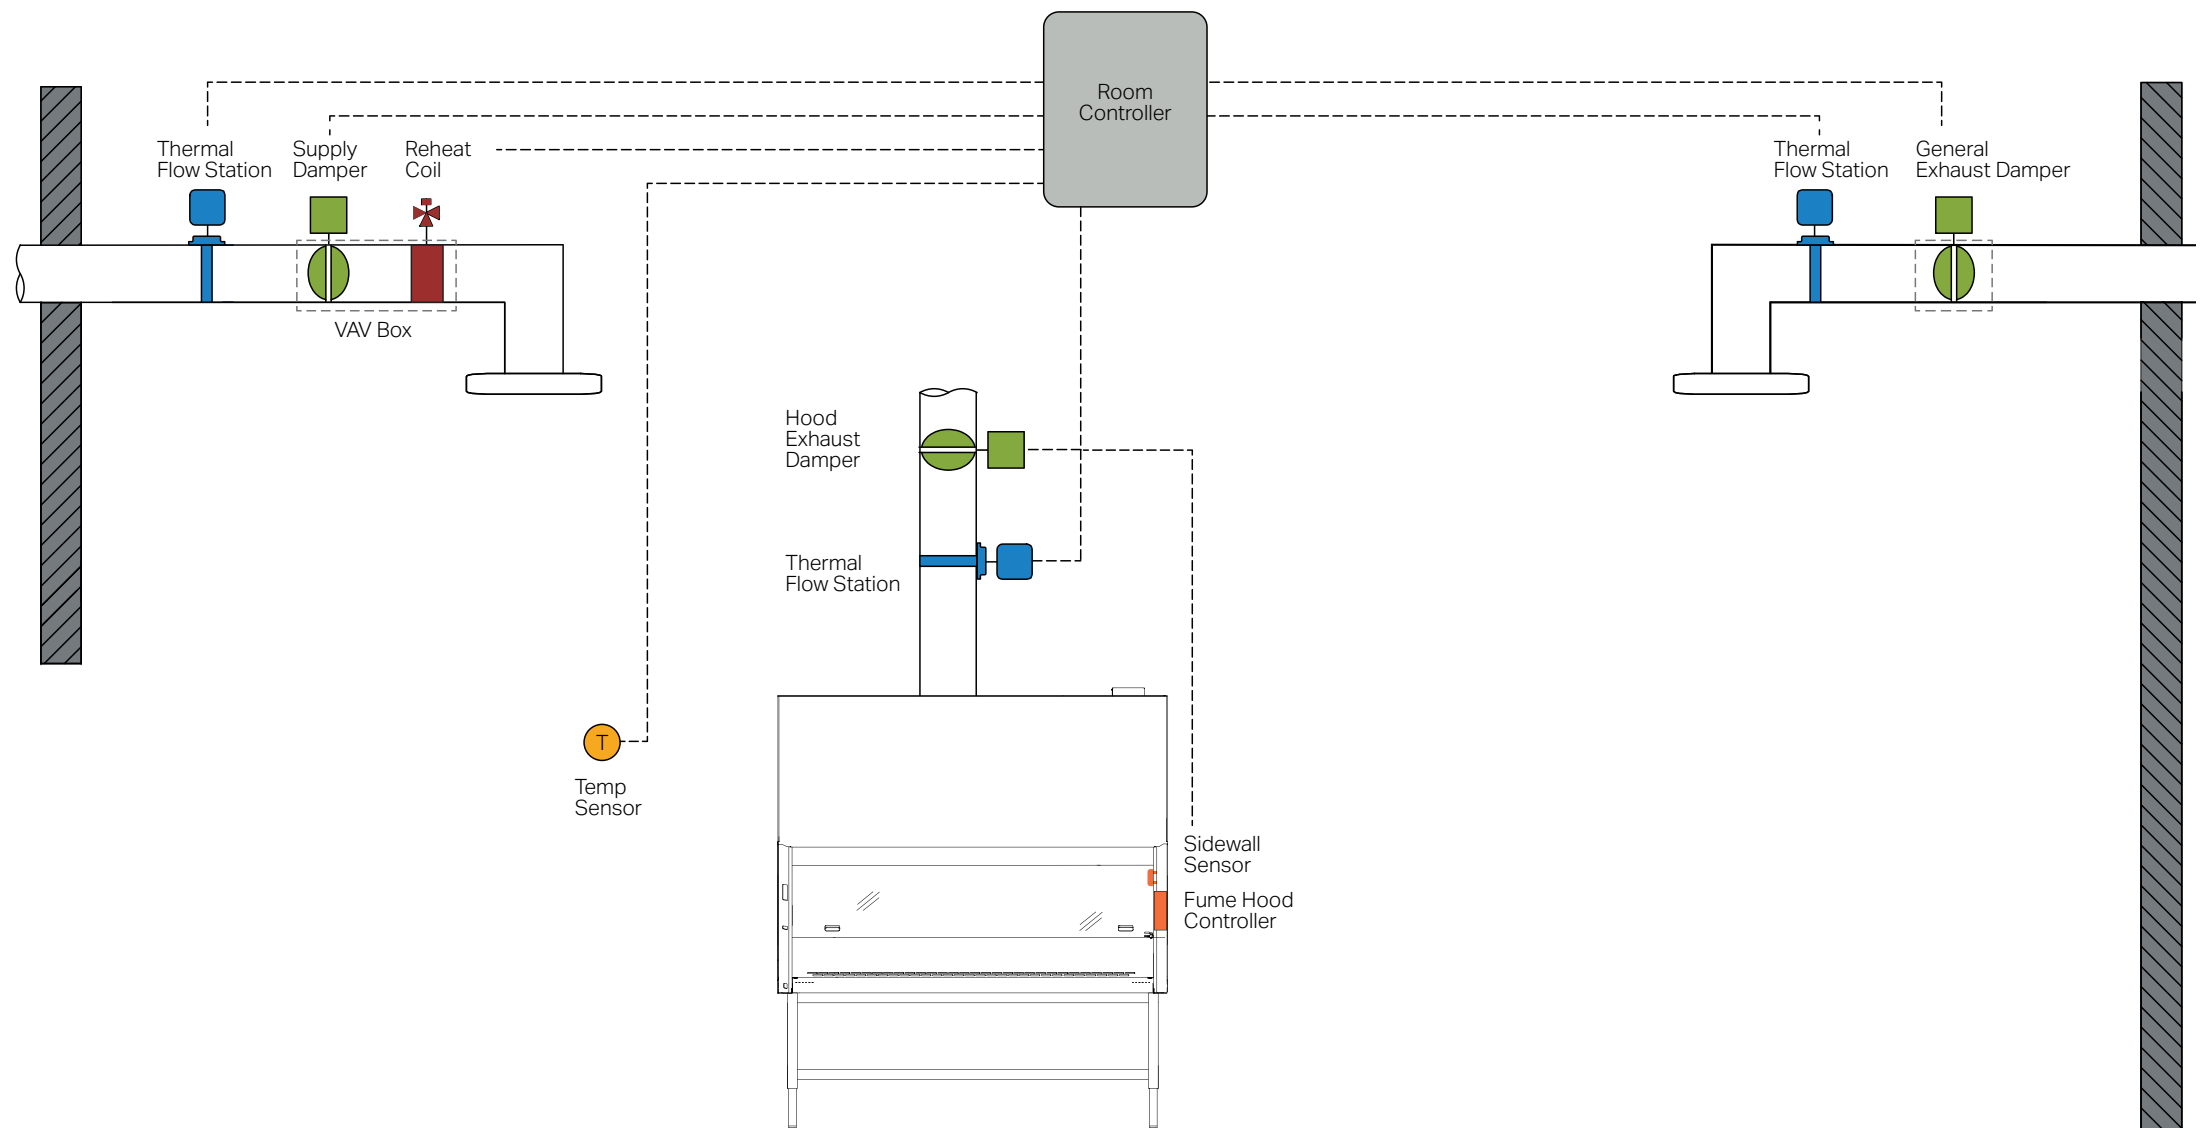 Room
Controller
Thermal
Flow Station
Supply
Damper
Reheat
Coil
Thermal
Flow Station
General
Exhaust Damper
VAV Box
Hood
Exhaust
Damper
Thermal
Flow Station
T
Temp
Sensor
Sidewall
Sensor
Fume Hood
Controller